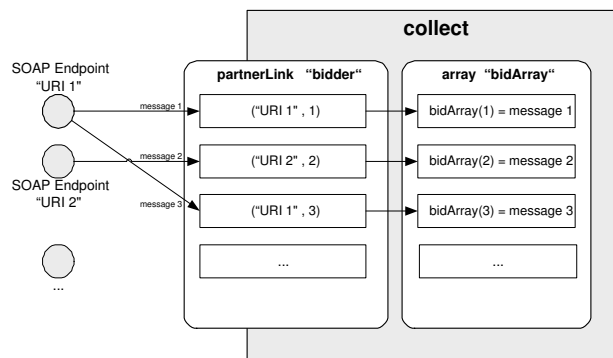 collect
SOAP Endpoint
"URI 1"
partnerLink “bidder“
array “bidArray“
message 1
(“URI 1“ , 1)
bidArray(1) = message 1
message 2
(“URI 2“ , 2)
bidArray(2) = message 2
SOAP Endpoint
"URI 2"
message 3
(“URI 1“ , 3)
bidArray(3) = message 3
...
...
...